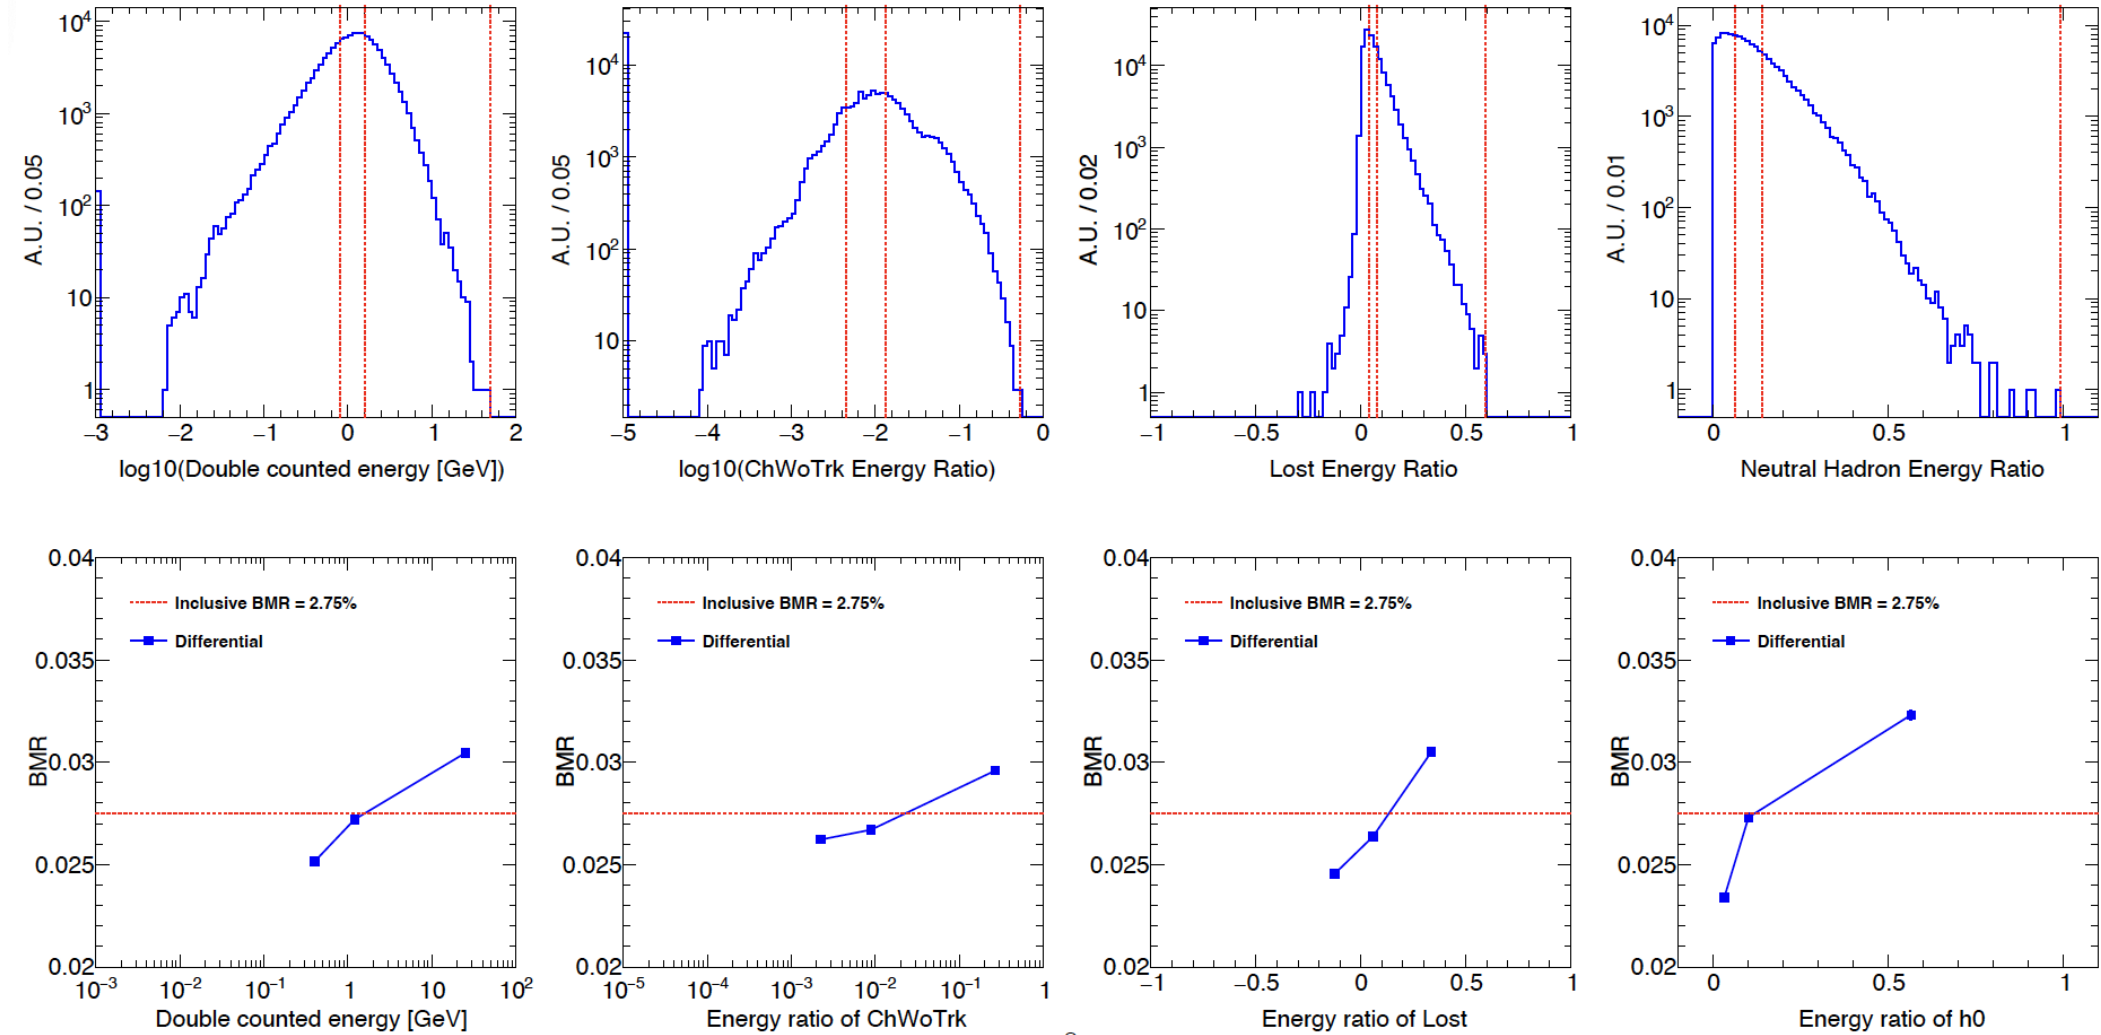 10⁴
10³
10²
10
1
A.U. / 0.05
−3 −2 −1 0 1 2
log10(Double counted energy [GeV])
10⁴
10³
10²
10
A.U. / 0.05
−5 −4 −3 −2 −1 0
log10(ChWoTrk Energy Ratio)
10⁴
10³
10²
10
1
A.U. / 0.02
−1 −0.5 0 0.5 1
Lost Energy Ratio
10⁴
10³
10²
10
1
A.U. / 0.01
0 0.5 1
Neutral Hadron Energy Ratio
0.04
0.035
0.03
0.025
0.02
BMR
Inclusive BMR = 2.75%
Differential
10⁻³ 10⁻² 10⁻¹ 1 10 10²
Double counted energy [GeV]
0.04
0.035
0.03
0.025
0.02
BMR
Inclusive BMR = 2.75%
Differential
10⁻⁵ 10⁻⁴ 10⁻³ 10⁻² 10⁻¹ 1
Energy ratio of ChWoTrk
0.04
0.035
0.03
0.025
0.02
BMR
Inclusive BMR = 2.75%
Differential
−1 −0.5 0 0.5 1
Energy ratio of Lost
0.04
0.035
0.03
0.025
0.02
BMR
Inclusive BMR = 2.75%
Differential
0 0.5 1
Energy ratio of h0